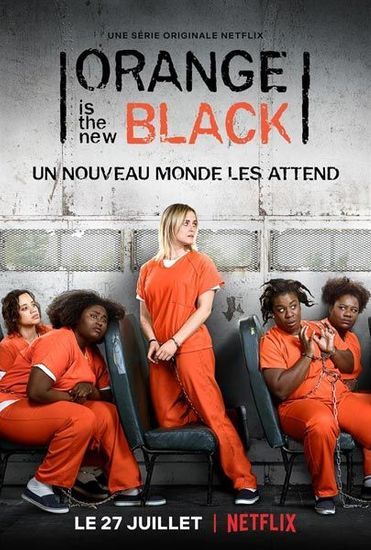 UNE SÉRIE ORIGINALE NETFLIX
ORANGE
is the new BLACK
UN NOUVEAU MONDE LES ATTEND
LE 27 JUILLET | NETFLIX